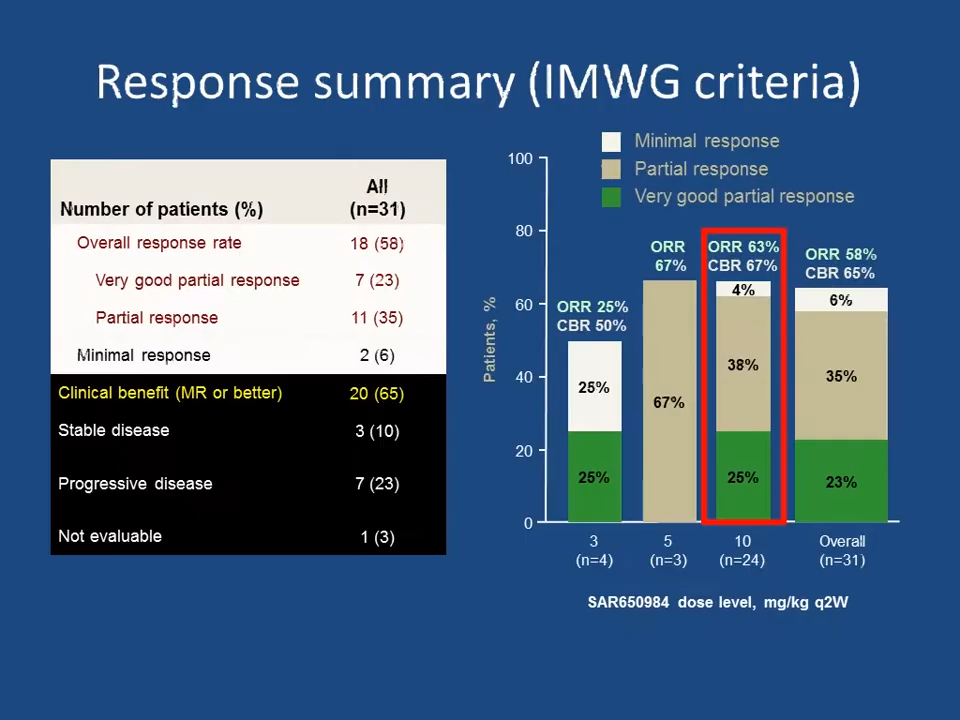 Response summary (IMWG criteria)
Number of patients (%)
All
(n=31)
Overall response rate 18 (58)
Very good partial response 7 (23)
Partial response 11 (35)
Minimal response 2 (6)
Clinical benefit (MR or better) 20 (65)
Stable disease 3 (10)
Progressive disease 7 (23)
Not evaluable 1 (3)
Minimal response
Partial response
Very good partial response
Patients, %
100
80
60
40
20
0
ORR 25%
CBR 50%
25%
25%
ORR
67%
67%
ORR 63%
CBR 67%
4%
38%
25%
ORR 58%
CBR 65%
6%
35%
23%
3
(n=4)
5
(n=3)
10
(n=24)
Overall
(n=31)
SAR650984 dose level, mg/kg q2W